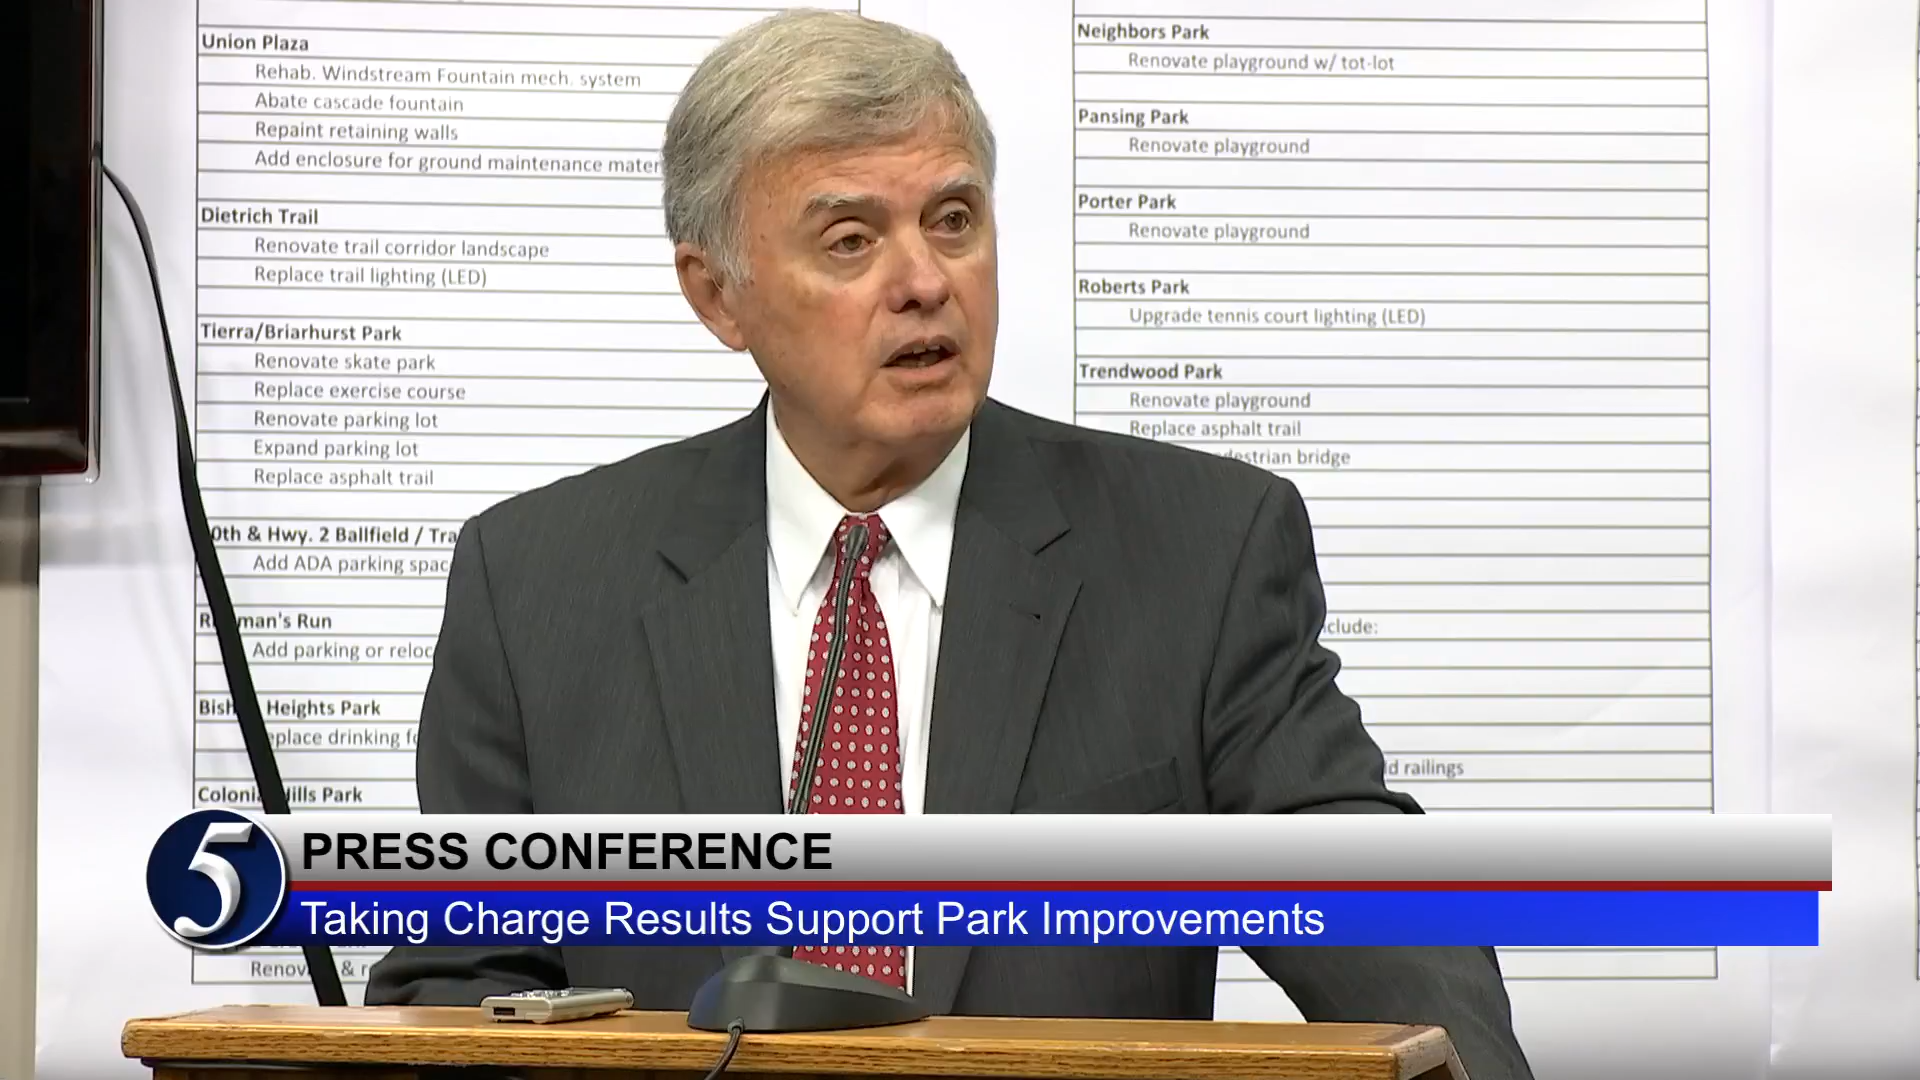 Union Plaza
Rehab. Windstream Fountain mech. system
Abate cascade fountain
Repaint retaining walls
Add enclosure for ground maintenance mater
Dietrich Trail
Renovate trail corridor landscape
Replace trail lighting (LED)
Tierra/Briarhurst Park
Renovate skate park
Replace exercise course
Renovate parking lot
Expand parking lot
Replace asphalt trail
0th & Hwy. 2 Ballfield / Tra
Add ADA parking spac
R man's Run
Add parking or reloc
Bish Heights Park
eplace drinking fo
Coloni Hills Park
Renov & r
Neighbors Park
Renovate playground w/ tot-lot
Pansing Park
Renovate playground
Porter Park
Renovate playground
Roberts Park
Upgrade tennis court lighting (LED)
Trendwood Park
Renovate playground
Replace asphalt trail
destrian bridge
clude:
d railings
5
PRESS CONFERENCE
Taking Charge Results Support Park Improvements